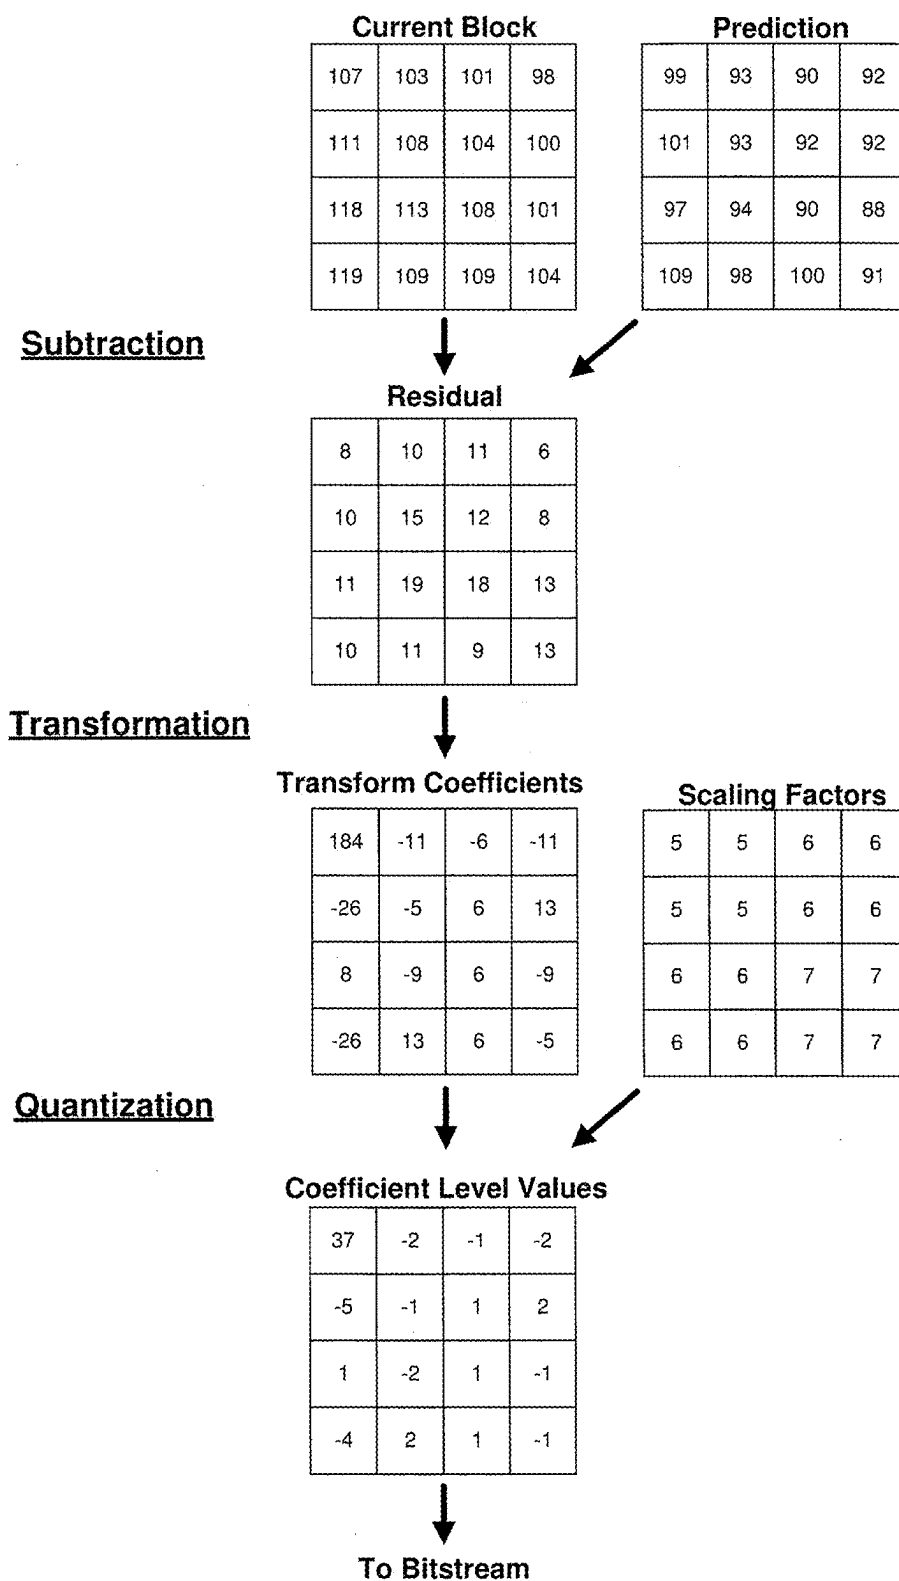 Current Block Prediction
107 103 101 98 99 93 90 92
111 108 104 100 101 93 92 92
118 113 108 101 97 94 90 88
119 109 109 104 109 98 100 91
Subtraction
Residual
8 10 11 6
10 15 12 8
11 19 18 13
10 11 9 13
Transformation
Transform Coefficients Scaling Factors
184 -11 -6 -11 5 5 6 6
-26 -5 6 13 5 5 6 6
8 -9 6 -9 6 6 7 7
-26 13 6 -5 6 6 7 7
Quantization
Coefficient Level Values
37 -2 -1 -2
-5 -1 1 2
1 -2 1 -1
-4 2 1 -1
To Bitstream